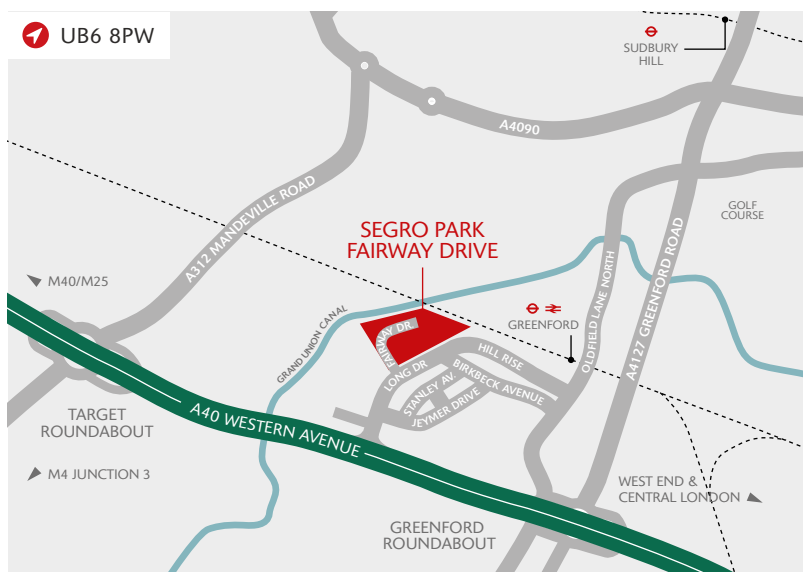 UB6 8PW
SUDBURY
HILL
A4090
A312 MANDEVILLE ROAD
GOLF
COURSE
SEGRO PARK
FAIRWAY DRIVE
M40/M25
GRAND UNION CANAL
FAIRWAY DR
GREENFORD
OLDFIELD LANE NORTH
A4127 GREENFORD ROAD
LONG DR
HILL RISE
BIRKBECK AVENUE
STANLEY AV.
JEYMER DRIVE
TARGET
ROUNDABOUT
A40 WESTERN AVENUE
M4 JUNCTION 3
WEST END &
CENTRAL LONDON
GREENFORD
ROUNDABOUT